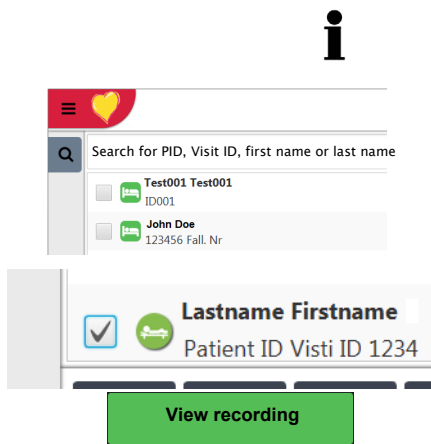 i
Search for PID, Visit ID, first name or last name
Test001 Test001
ID001
John Doe
123456 Fall. Nr
Lastname Firstname
Patient ID Visti ID 1234
View recording